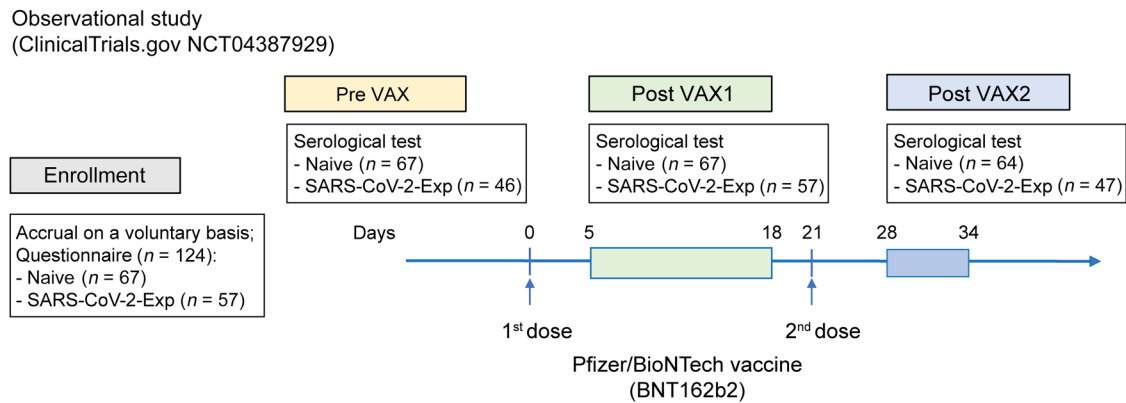 Observational study
(ClinicalTrials.gov NCT04387929)
Pre VAX
Post VAX1
Post VAX2
Serological test
- Naive (n = 67)
- SARS-CoV-2-Exp (n = 46)
Serological test
- Naive (n = 67)
- SARS-CoV-2-Exp (n = 57)
Serological test
- Naive (n = 64)
- SARS-CoV-2-Exp (n = 47)
Enrollment
Accrual on a voluntary basis;
Questionnaire (n = 124):
- Naive (n = 67)
- SARS-CoV-2-Exp (n = 57)
Days 0 5 18 21 28 34
1st dose 2nd dose
Pfizer/BioNTech vaccine
(BNT162b2)